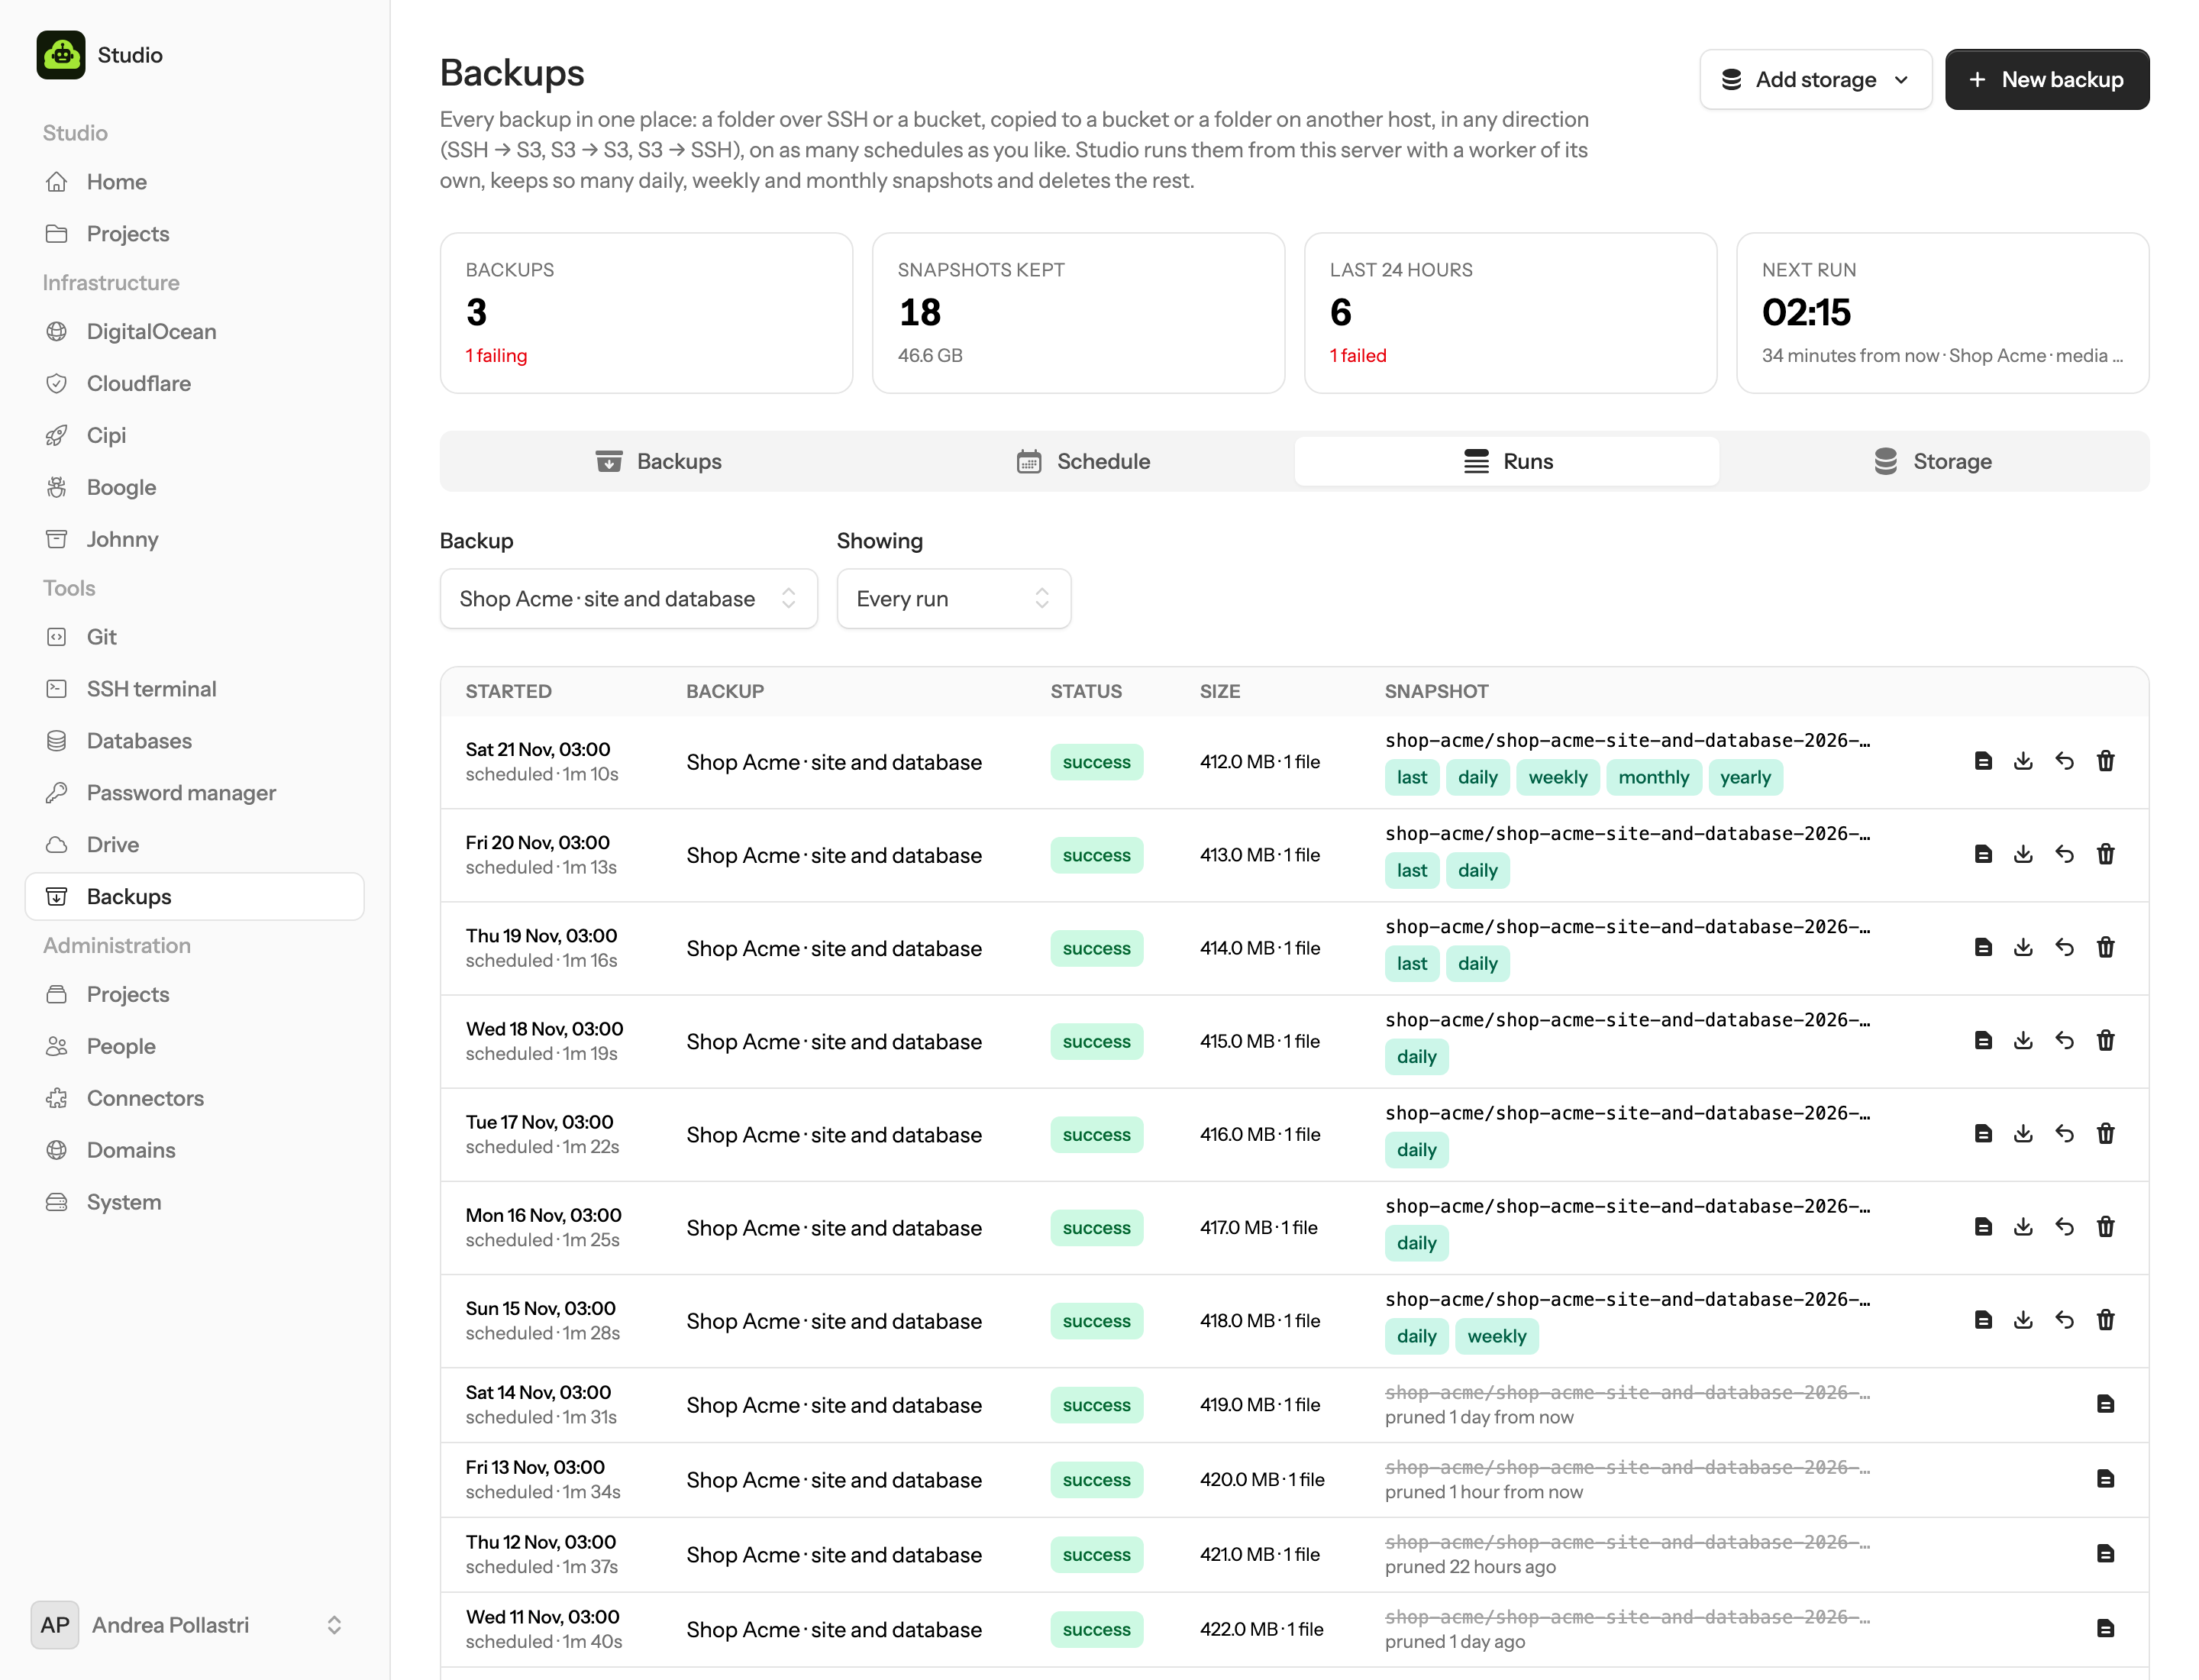 Studio
Studio
Home
Projects
Infrastructure
DigitalOcean
Cloudflare
Cipi
Boogle
Johnny
Tools
Git
SSH terminal
Databases
Password manager
Drive
Backups
Administration
Projects
People
Connectors
Domains
System
AP Andrea Pollastri
Backups
Every backup in one place: a folder over SSH or a bucket, copied to a bucket or a folder on another host, in any direction
(SSH → S3, S3 → S3, S3 → SSH), on as many schedules as you like. Studio runs them from this server with a worker of its
own, keeps so many daily, weekly and monthly snapshots and deletes the rest.
Add storage
+ New backup
BACKUPS
3
1 failing
SNAPSHOTS KEPT
18
46.6 GB
LAST 24 HOURS
6
1 failed
NEXT RUN
02:15
34 minutes from now · Shop Acme · media ...
Backups Schedule Runs Storage
Backup Showing
Shop Acme · site and database Every run
STARTED BACKUP STATUS SIZE SNAPSHOT
Sat 21 Nov, 03:00
scheduled · 1m 10s
Shop Acme · site and database success 412.0 MB · 1 file
shop-acme/shop-acme-site-and-database-2026-…
last daily weekly monthly yearly
Fri 20 Nov, 03:00
scheduled · 1m 13s
Shop Acme · site and database success 413.0 MB · 1 file
shop-acme/shop-acme-site-and-database-2026-…
last daily
Thu 19 Nov, 03:00
scheduled · 1m 16s
Shop Acme · site and database success 414.0 MB · 1 file
shop-acme/shop-acme-site-and-database-2026-…
last daily
Wed 18 Nov, 03:00
scheduled · 1m 19s
Shop Acme · site and database success 415.0 MB · 1 file
shop-acme/shop-acme-site-and-database-2026-…
daily
Tue 17 Nov, 03:00
scheduled · 1m 22s
Shop Acme · site and database success 416.0 MB · 1 file
shop-acme/shop-acme-site-and-database-2026-…
daily
Mon 16 Nov, 03:00
scheduled · 1m 25s
Shop Acme · site and database success 417.0 MB · 1 file
shop-acme/shop-acme-site-and-database-2026-…
daily
Sun 15 Nov, 03:00
scheduled · 1m 28s
Shop Acme · site and database success 418.0 MB · 1 file
shop-acme/shop-acme-site-and-database-2026-…
daily weekly
Sat 14 Nov, 03:00
scheduled · 1m 31s
Shop Acme · site and database success 419.0 MB · 1 file
shop-acme/shop-acme-site-and-database-2026-…
pruned 1 day from now
Fri 13 Nov, 03:00
scheduled · 1m 34s
Shop Acme · site and database success 420.0 MB · 1 file
shop-acme/shop-acme-site-and-database-2026-…
pruned 1 hour from now
Thu 12 Nov, 03:00
scheduled · 1m 37s
Shop Acme · site and database success 421.0 MB · 1 file
shop-acme/shop-acme-site-and-database-2026-…
pruned 22 hours ago
Wed 11 Nov, 03:00
scheduled · 1m 40s
Shop Acme · site and database success 422.0 MB · 1 file
shop-acme/shop-acme-site-and-database-2026-…
pruned 1 day ago